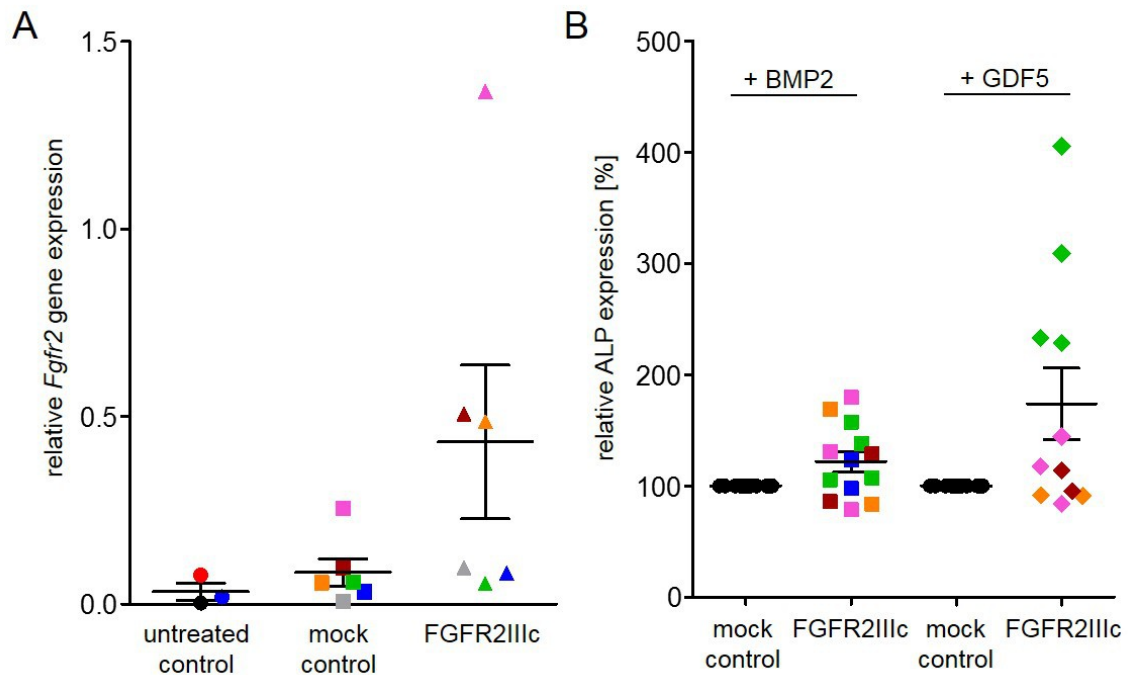 A
relative Fgfr2 gene expression
1.5
1.0
0.5
0.0
untreated
control
mock
control
FGFR2IIIc
B
relative ALP expression [%]
500
400
300
200
100
0
+ BMP2
+ GDF5
mock
control
FGFR2IIIc
mock
control
FGFR2IIIc